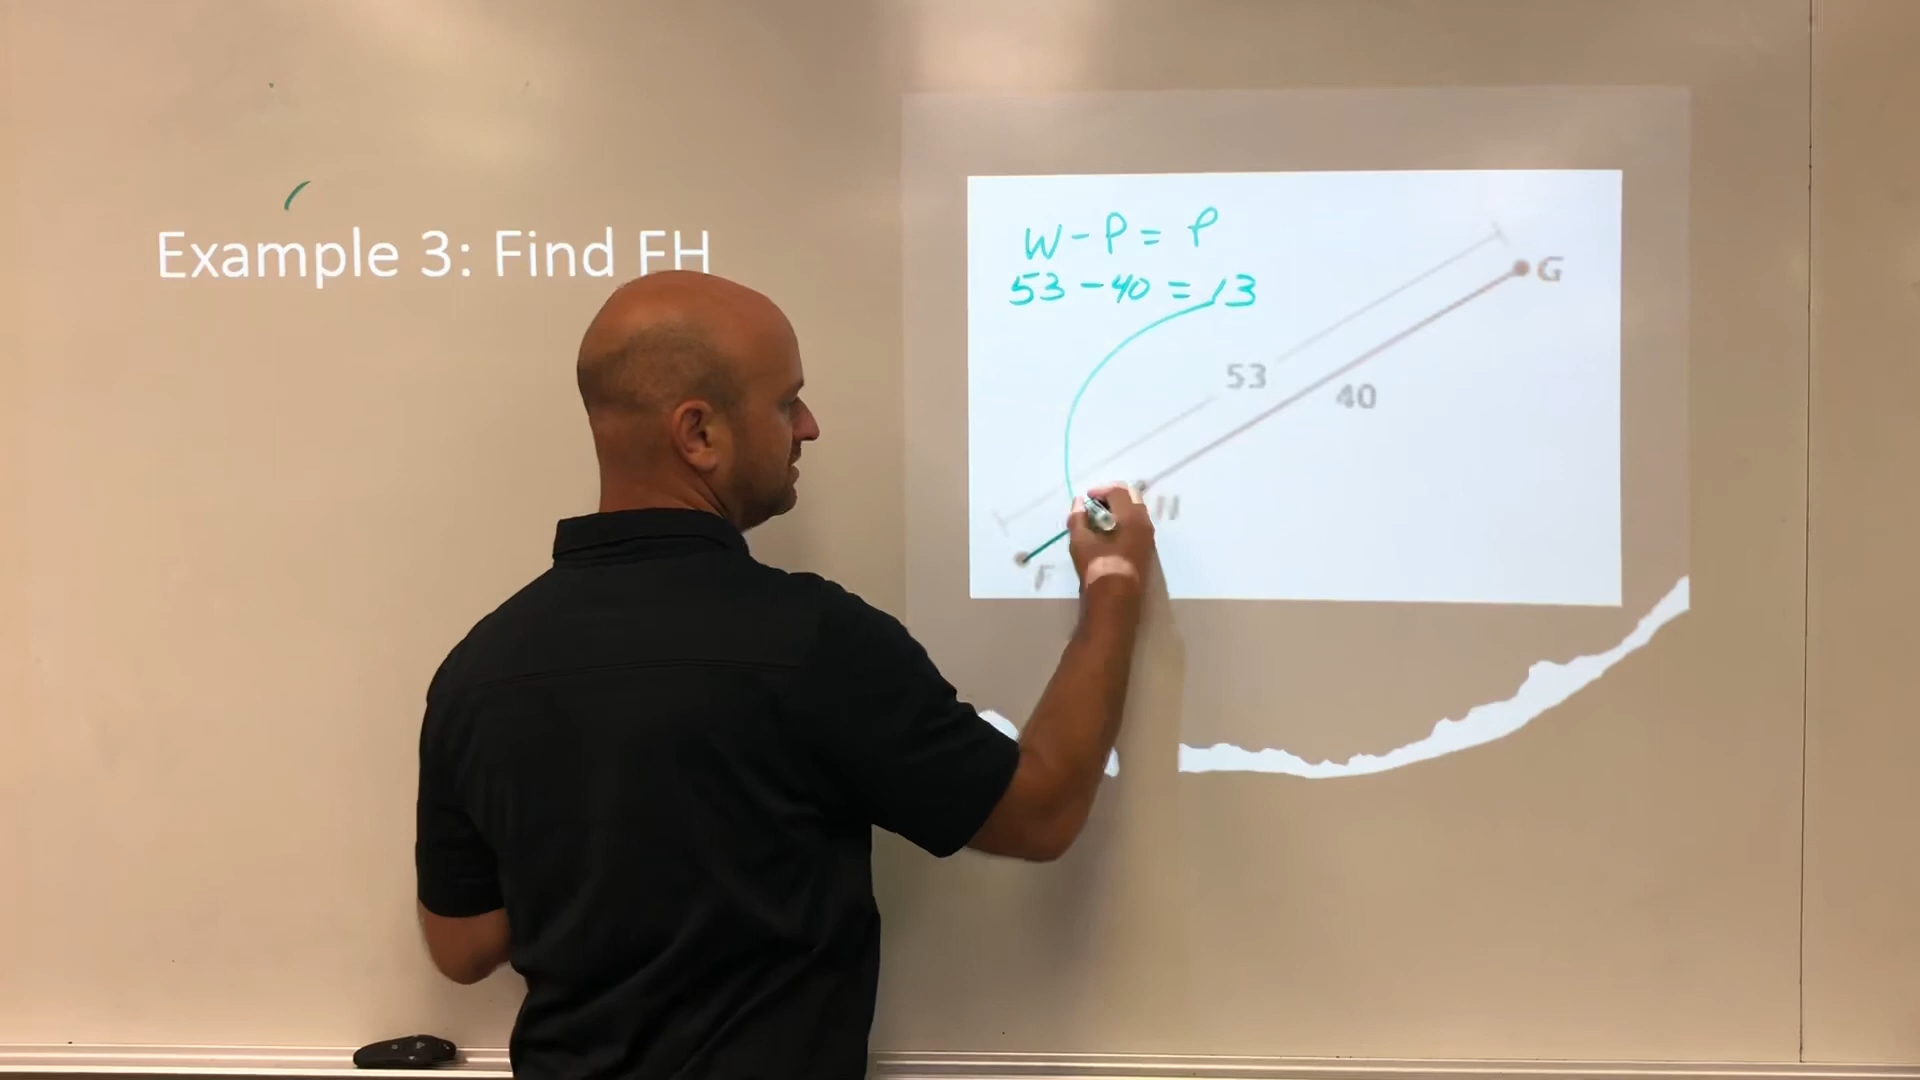 Example 3: Find FH
W - P = P
53 - 40 = 13
G
53
40
H
F